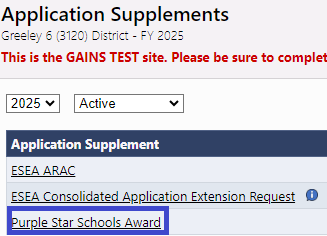 Application Supplements
Greeley 6 (3120) District - FY 2025
This is the GAINS TEST site. Please be sure to complet
2025 Active
Application Supplement
ESEA ARAC
ESEA Consolidated Application Extension Request
Purple Star Schools Award